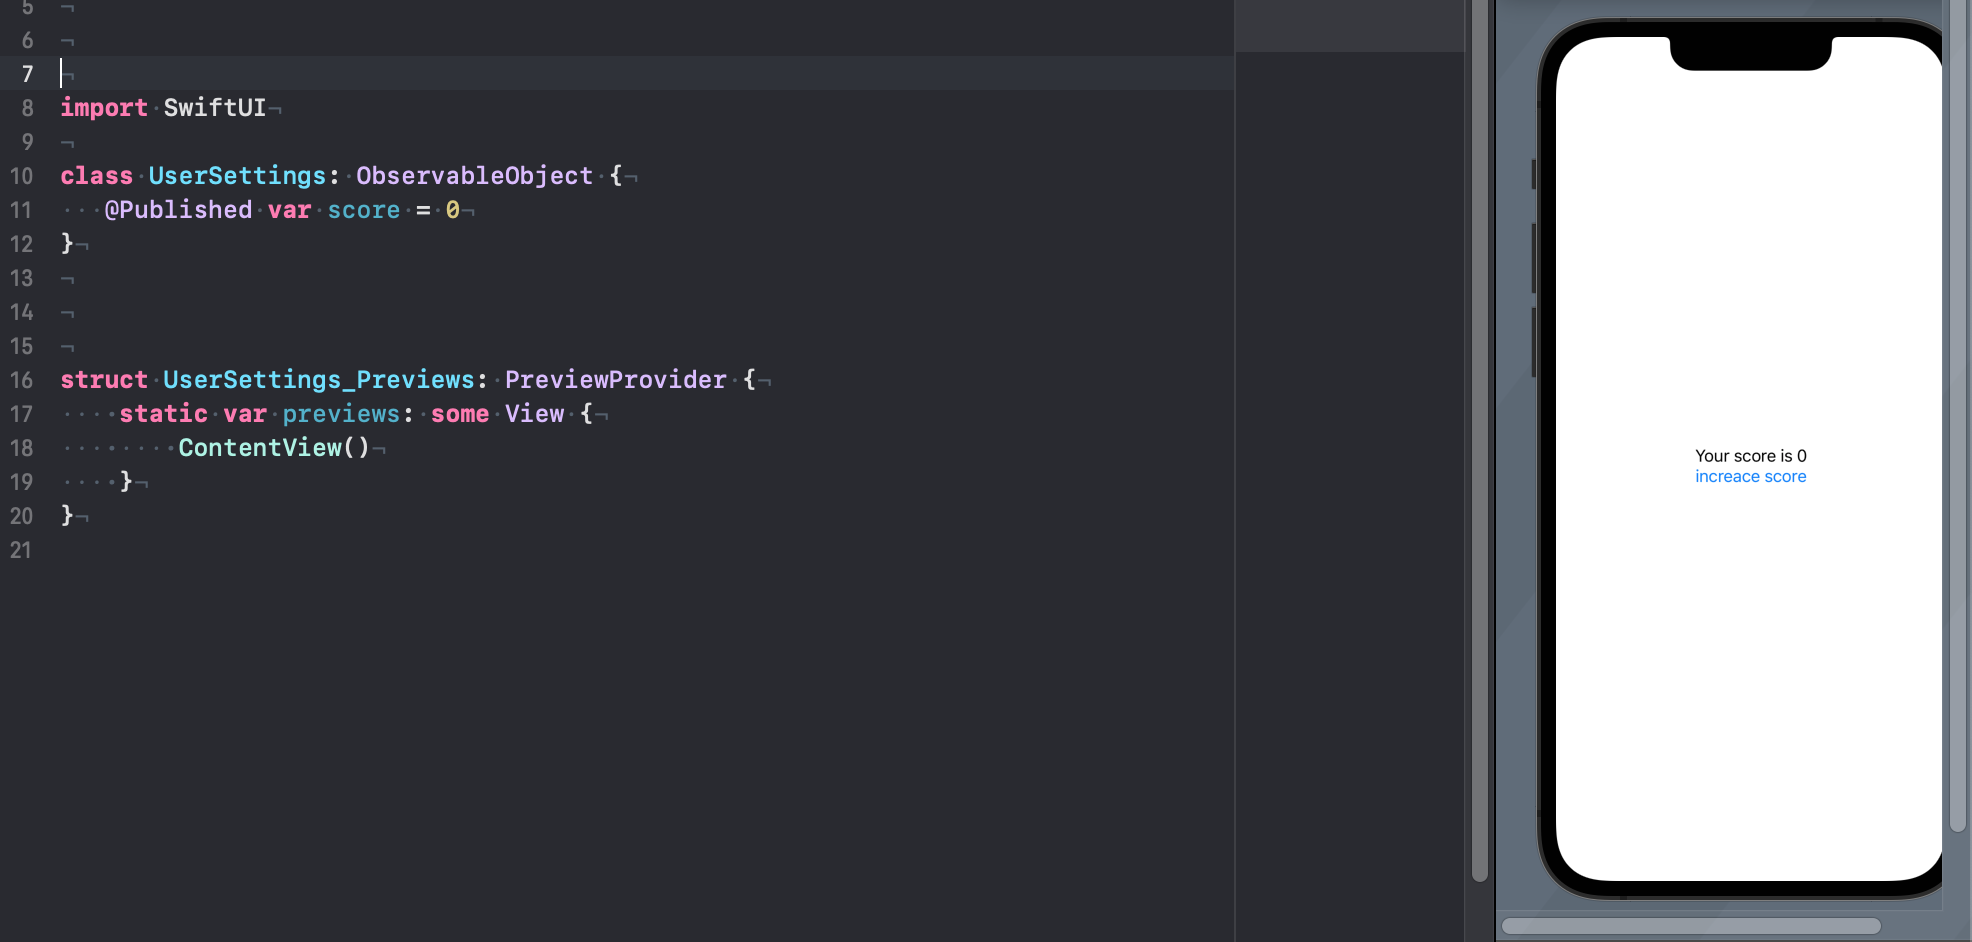 5
6
7
8 import SwiftUI
9
10 class UserSettings: ObservableObject {
11    @Published var score = 0
12 }
13
14
15
16 struct UserSettings_Previews: PreviewProvider {
17     static var previews: some View {
18         ContentView()
19     }
20 }
21
Your score is 0
increace score